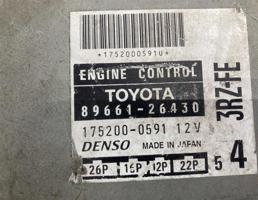 *1752000591U*
ENGINE CONTROL
TOYOTA
89661-26430
175200-0591 12V
DENSO MADE IN JAPAN
26P 16P 12P 22P 5 4
3RZ-FE